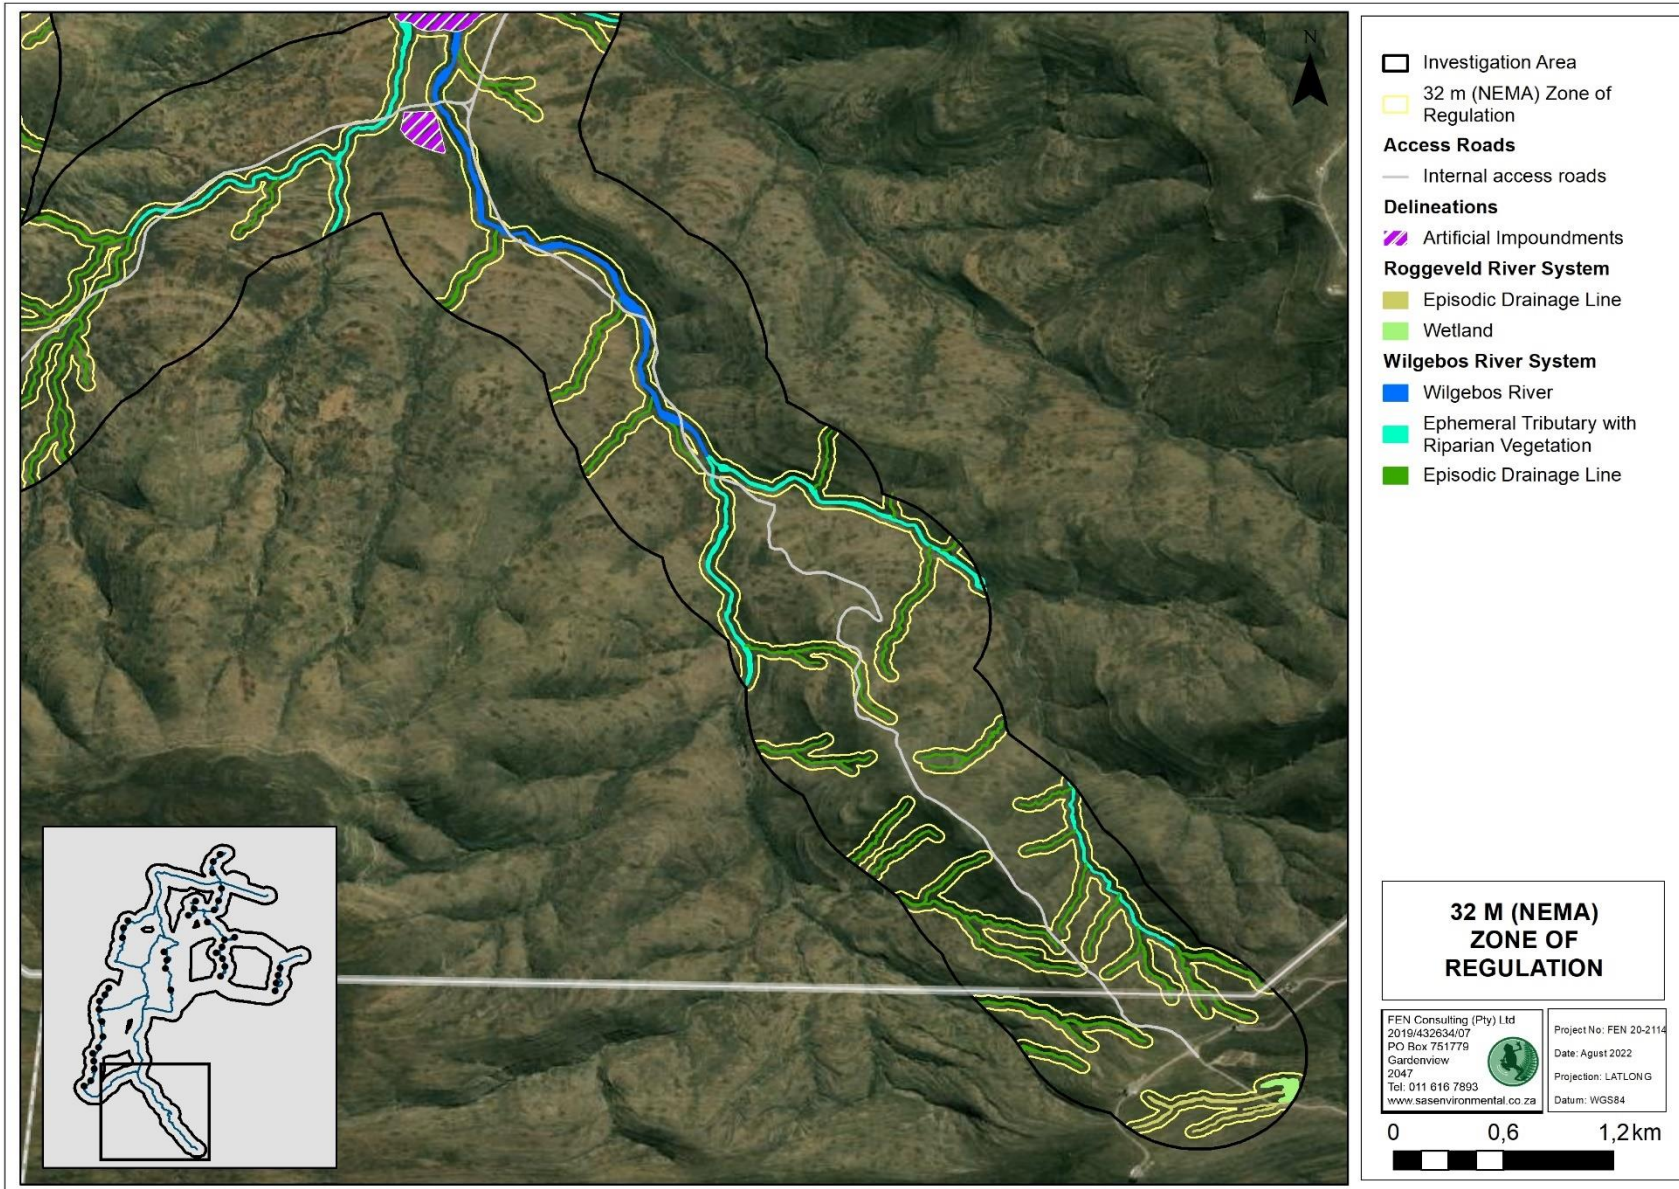 N
Investigation Area
32 m (NEMA) Zone of
Regulation
Access Roads
Internal access roads
Delineations
Artificial Impoundments
Roggeveld River System
Episodic Drainage Line
Wetland
Wilgebos River System
Wilgebos River
Ephemeral Tributary with
Riparian Vegetation
Episodic Drainage Line
32 M (NEMA)
ZONE OF
REGULATION
FEN Consulting (Pty) Ltd
2019/432634/07
PO Box 751779
Gardenview
2047
Tel: 011 616 7893
www.sasenvironmental.co.za
Project No: FEN 20-2114
Date: Agust 2022
Projection: LATLONG
Datum: WGS84
0 0,6 1,2 km